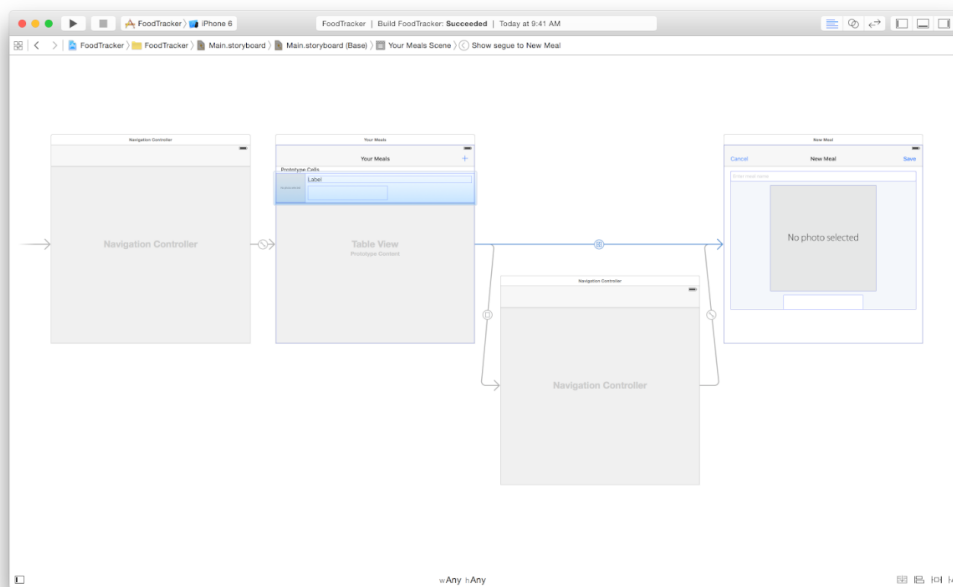 FoodTracker iPhone 6
FoodTracker | Build FoodTracker: Succeeded | Today at 9:41 AM
FoodTracker FoodTracker Main.storyboard Main.storyboard (Base) Your Meals Scene Show segue to New Meal
Navigation Controller
Navigation Controller
Your Meals
Your Meals +
Prototype Cells
Label
Table View
Prototype Content
Navigation Controller
Navigation Controller
New Meal
Cancel New Meal Save
Enter meal name
No photo selected
wAny hAny